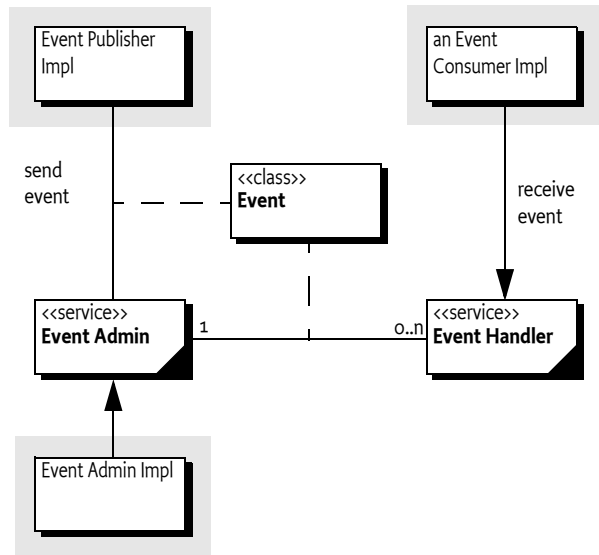 Event Publisher
Impl
an Event
Consumer Impl
send
event
<<class>>
Event
receive
event
<<service>>
Event Admin
1
0..n
<<service>>
Event Handler
Event Admin Impl